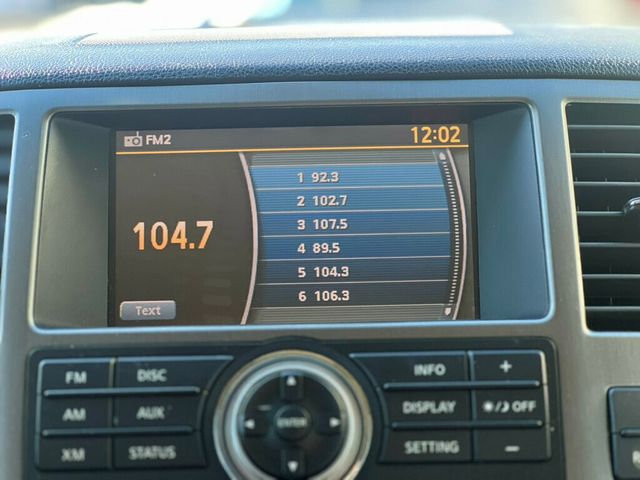 FM2 12:02
104.7
1 92.3
2 102.7
3 107.5
4 89.5
5 104.3
6 106.3
Text
FM DISC INFO +
AM AUX ENTER DISPLAY OFF
XM STATUS SETTING −